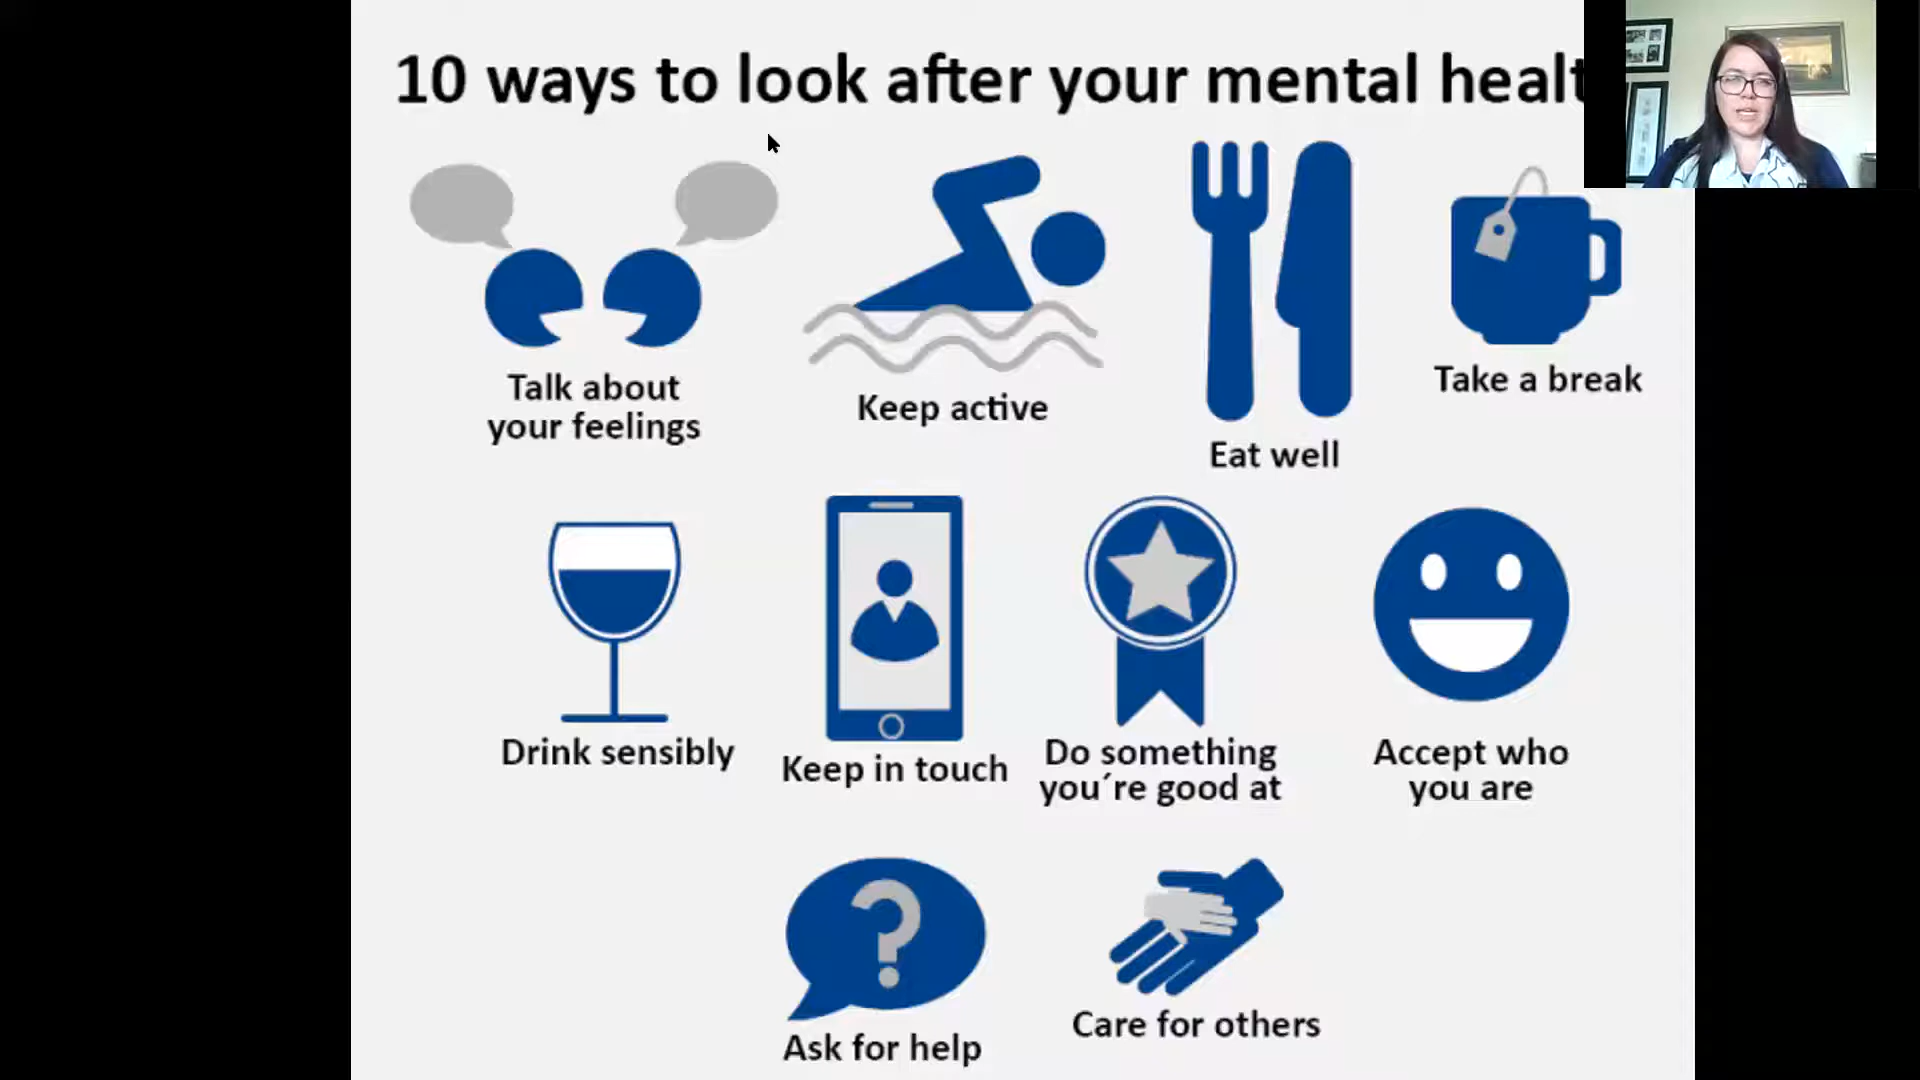 10 ways to look after your mental healt
Talk about
your feelings
Keep active
Eat well
Take a break
Drink sensibly
Keep in touch
Do something
you´re good at
Accept who
you are
Ask for help
Care for others